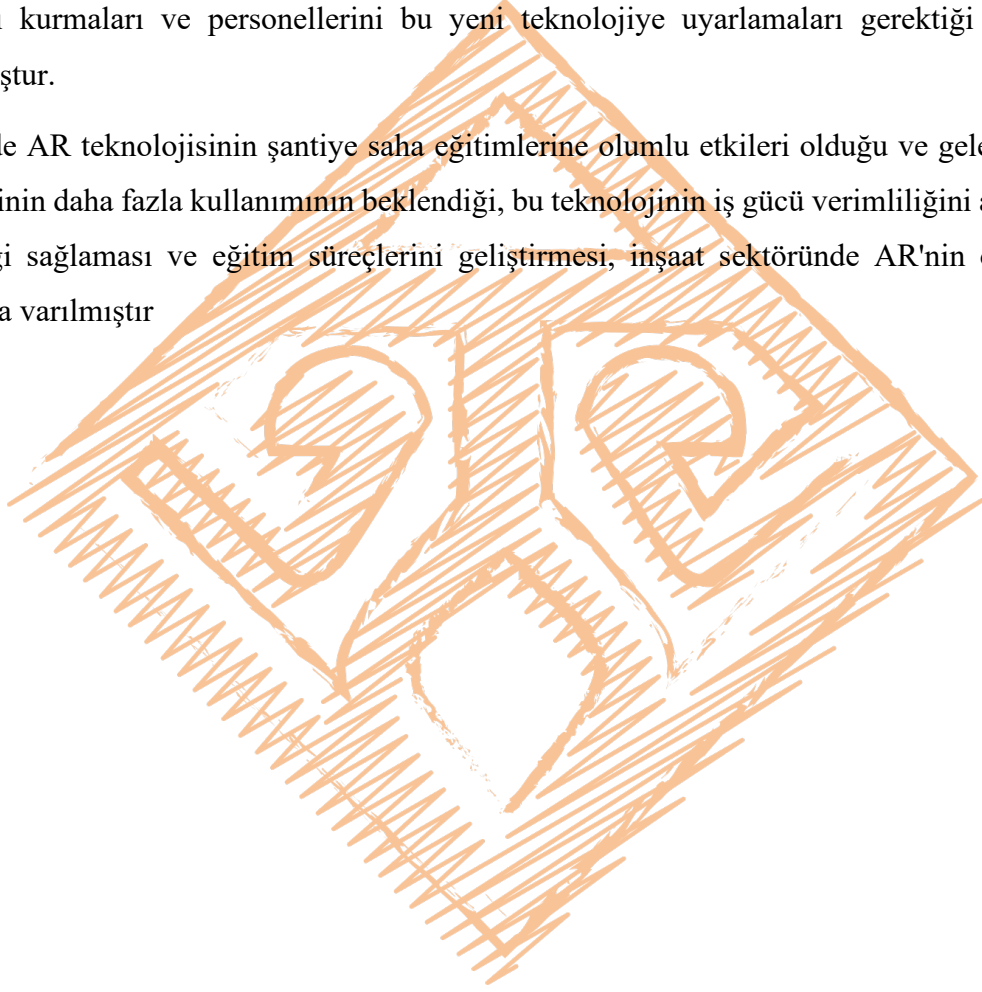 ı kurmaları ve personellerini bu yeni teknolojiye uyarlamaları gerektiği
ştur.
de AR teknolojisinin şantiye saha eğitimlerine olumlu etkileri olduğu ve gele
inin daha fazla kullanımının beklendiği, bu teknolojinin iş gücü verimliliğini a
ği sağlaması ve eğitim süreçlerini geliştirmesi, inşaat sektöründe AR'nin
a varılmıştır